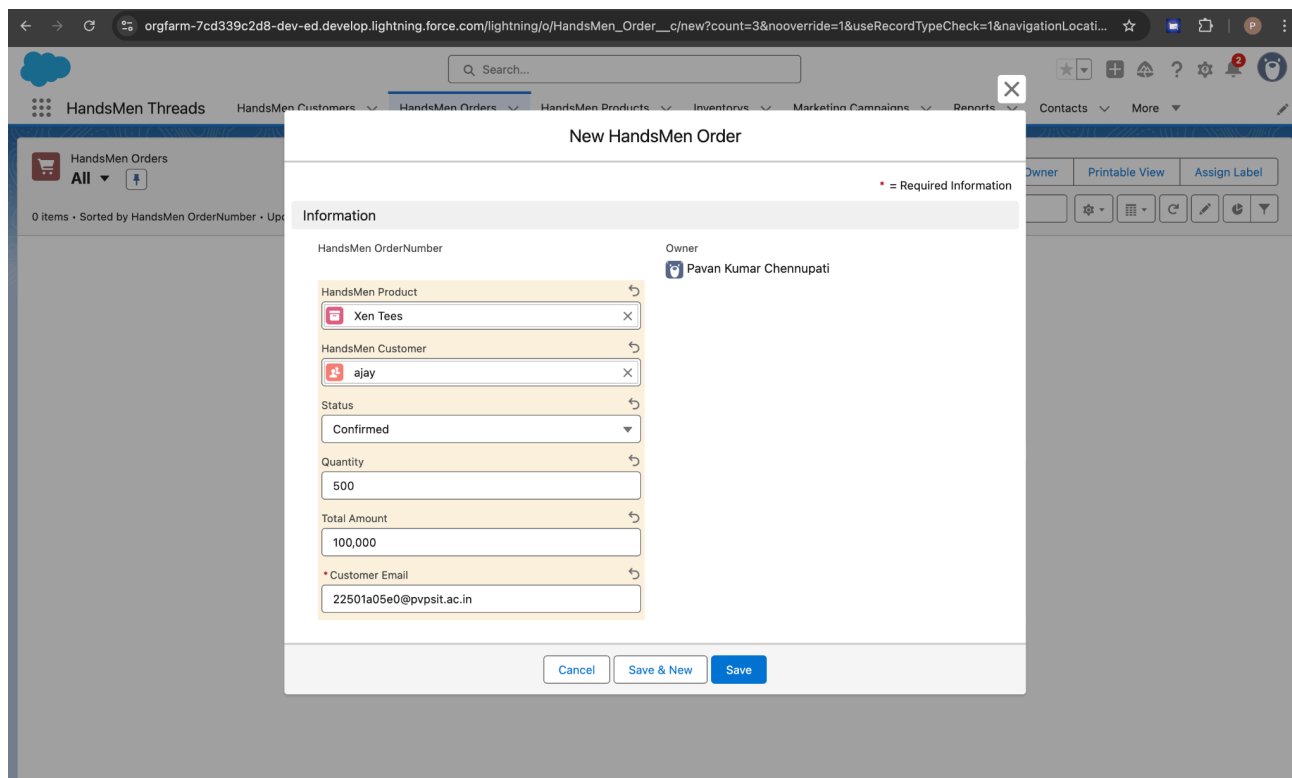 orgfarm-7cd339c2d8-dev-ed.develop.lightning.force.com/lightning/o/HandsMen_Order__c/new?count=3&nooverride=1&useRecordTypeCheck=1&navigationLocati...
P
Search...
2
HandsMen Threads HandsMen Customers HandsMen Orders HandsMen Products Inventorys Marketing Campaigns Reports Contacts More
New HandsMen Order
HandsMen Orders
All
Owner Printable View Assign Label
* = Required Information
0 items • Sorted by HandsMen OrderNumber •
Information
HandsMen OrderNumber
Owner
Pavan Kumar Chennupati
HandsMen Product
Xen Tees
HandsMen Customer
ajay
Status
Confirmed
Quantity
500
Total Amount
100,000
* Customer Email
22501a05e0@pvpsit.ac.in
Cancel Save & New Save